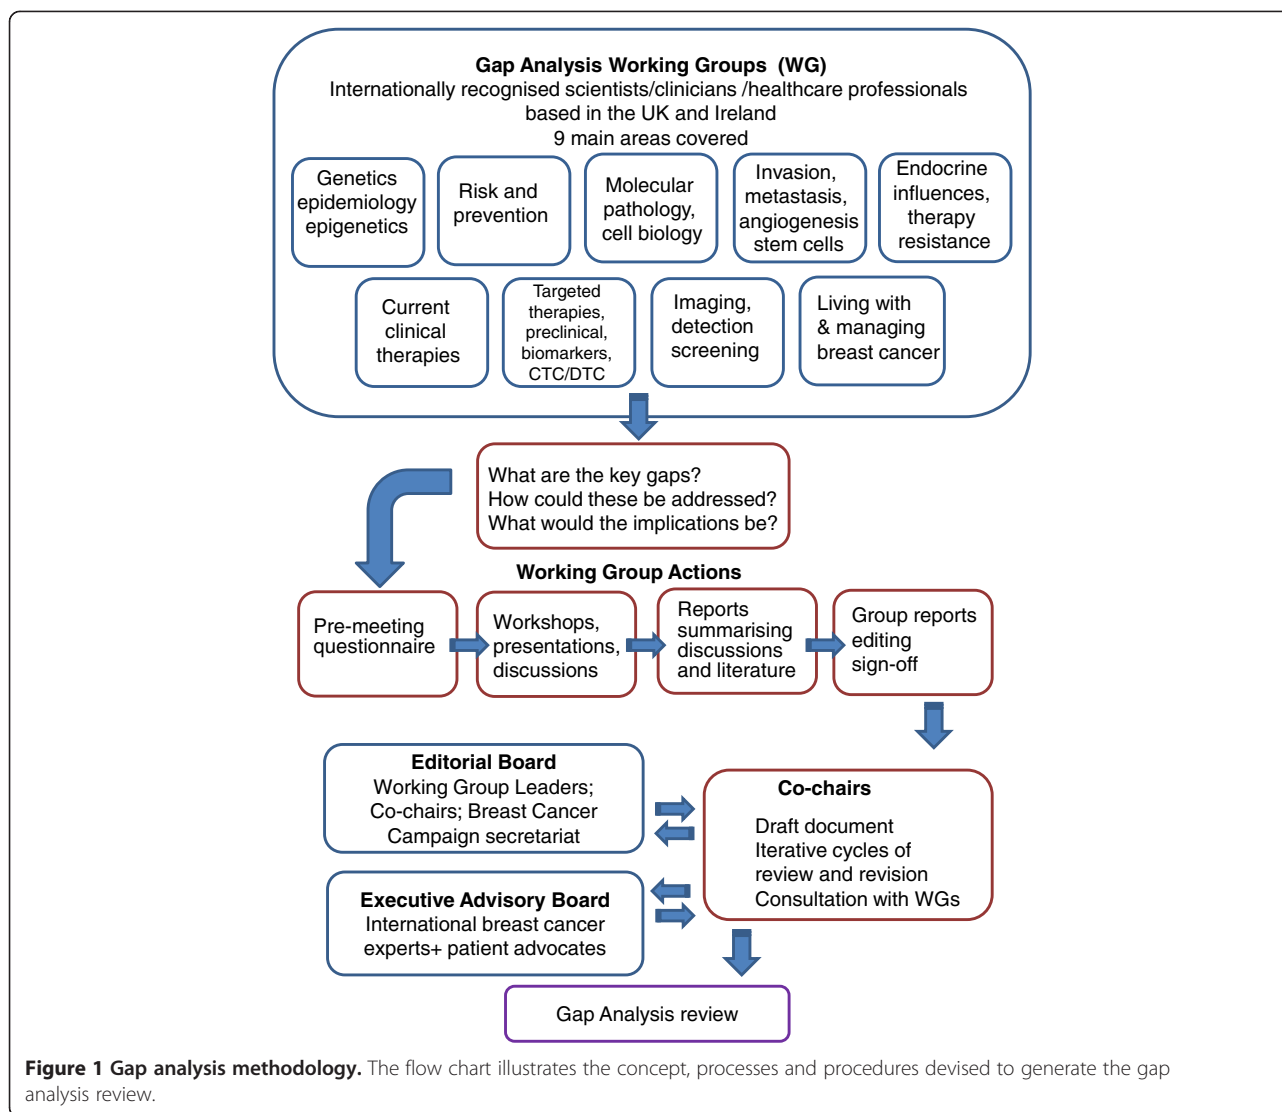 Gap Analysis Working Groups (WG)
Internationally recognised scientists/clinicians /healthcare professionals
based in the UK and Ireland
9 main areas covered
Genetics
epidemiology
epigenetics
Risk and
prevention
Molecular
pathology,
cell biology
Invasion,
metastasis,
angiogenesis
stem cells
Endocrine
influences,
therapy
resistance
Current
clinical
therapies
Targeted
therapies,
preclinical,
biomarkers,
CTC/DTC
Imaging,
detection
screening
Living with
& managing
breast cancer
What are the key gaps?
How could these be addressed?
What would the implications be?
Working Group Actions
Pre-meeting
questionnaire
Workshops,
presentations,
discussions
Reports
summarising
discussions
and literature
Group reports
editing
sign-off
Editorial Board
Working Group Leaders;
Co-chairs; Breast Cancer
Campaign secretariat
Co-chairs
Draft document
Iterative cycles of
review and revision
Consultation with WGs
Executive Advisory Board
International breast cancer
experts+ patient advocates
Gap Analysis review
Figure 1 Gap analysis methodology. The flow chart illustrates the concept, processes and procedures devised to generate the gap
analysis review.